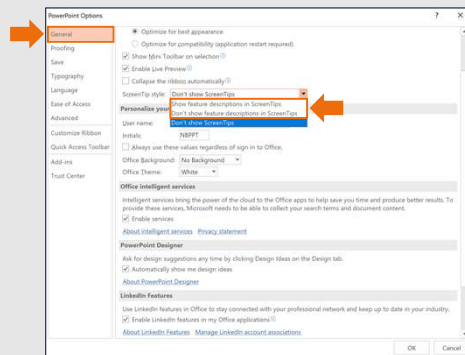 PowerPoint Options
?
General
Proofing
Save
Typography
Language
Ease of Access
Advanced
Customize Ribbon
Quick Access Toolbar
Add-ins
Trust Center
Optimize for best appearance
Optimize for compatibility (application restart required)
Show Mini Toolbar on selection
Enable Live Preview
Collapse the ribbon automatically
ScreenTip style: Don't show ScreenTips
Show feature descriptions in ScreenTips
Don't show feature descriptions in ScreenTips
Don't show ScreenTips
Personalize your
User name:
Initials: NBPPT
Always use these values regardless of sign in to Office.
Office Background: No Background
Office Theme: White
Office intelligent services
Intelligent services bring the power of the cloud to the Office apps to help save you time and produce better results. To
provide these services, Microsoft needs to be able to collect your search terms and document content.
Enable services
About intelligent services Privacy statement
PowerPoint Designer
Ask for design suggestions any time by clicking Design Ideas on the Design tab.
Automatically show me design ideas
About PowerPoint Designer
LinkedIn Features
Use LinkedIn features in Office to stay connected with your professional network and keep up to date in your industry.
Enable LinkedIn features in my Office applications
About LinkedIn Features Manage LinkedIn account associations
OK Cancel